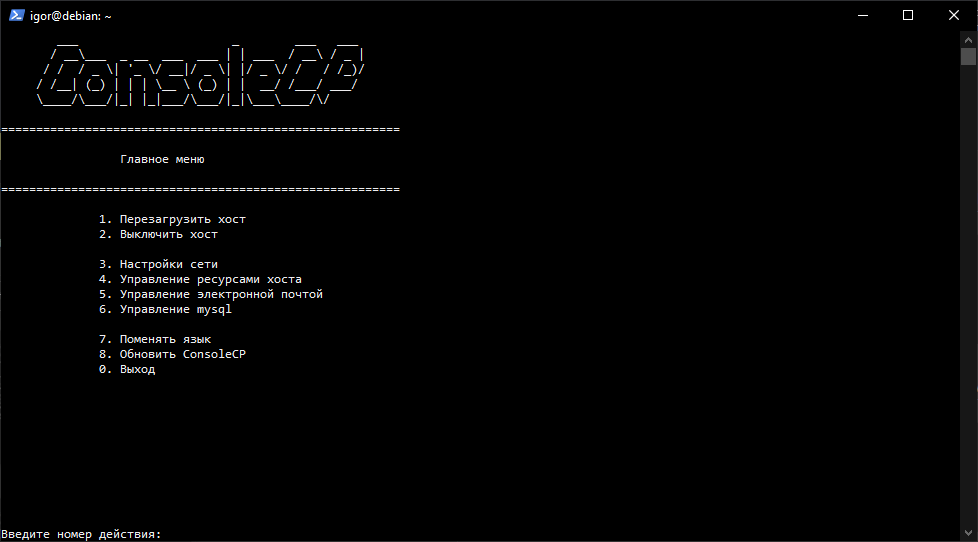 igor@debian: ~
ConsoleCP
=========================================================
Главное меню
=========================================================
1. Перезагрузить хост
2. Выключить хост
3. Настройки сети
4. Управление ресурсами хоста
5. Управление электронной почтой
6. Управление mysql
7. Поменять язык
8. Обновить ConsoleCP
0. Выход
Введите номер действия: